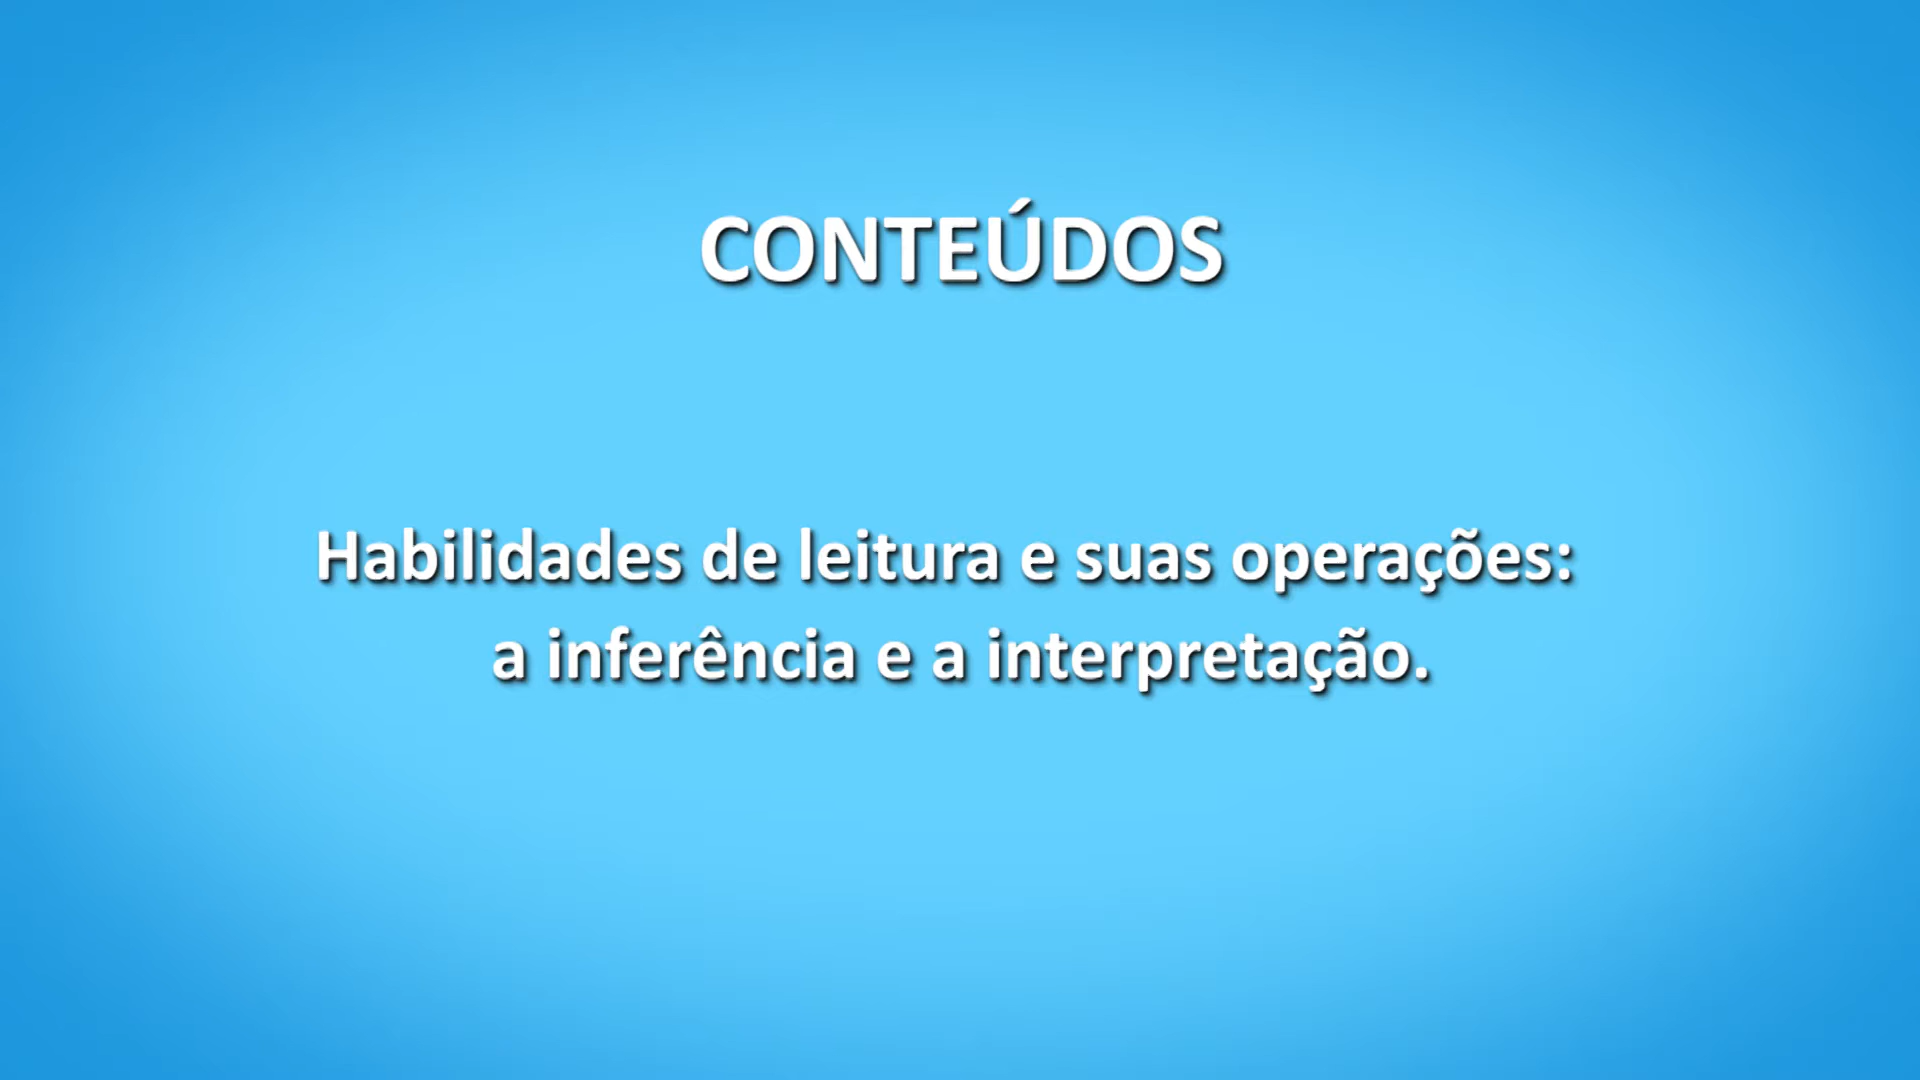 CONTEÚDOS
Habilidades de leitura e suas operações:
a inferência e a interpretação.